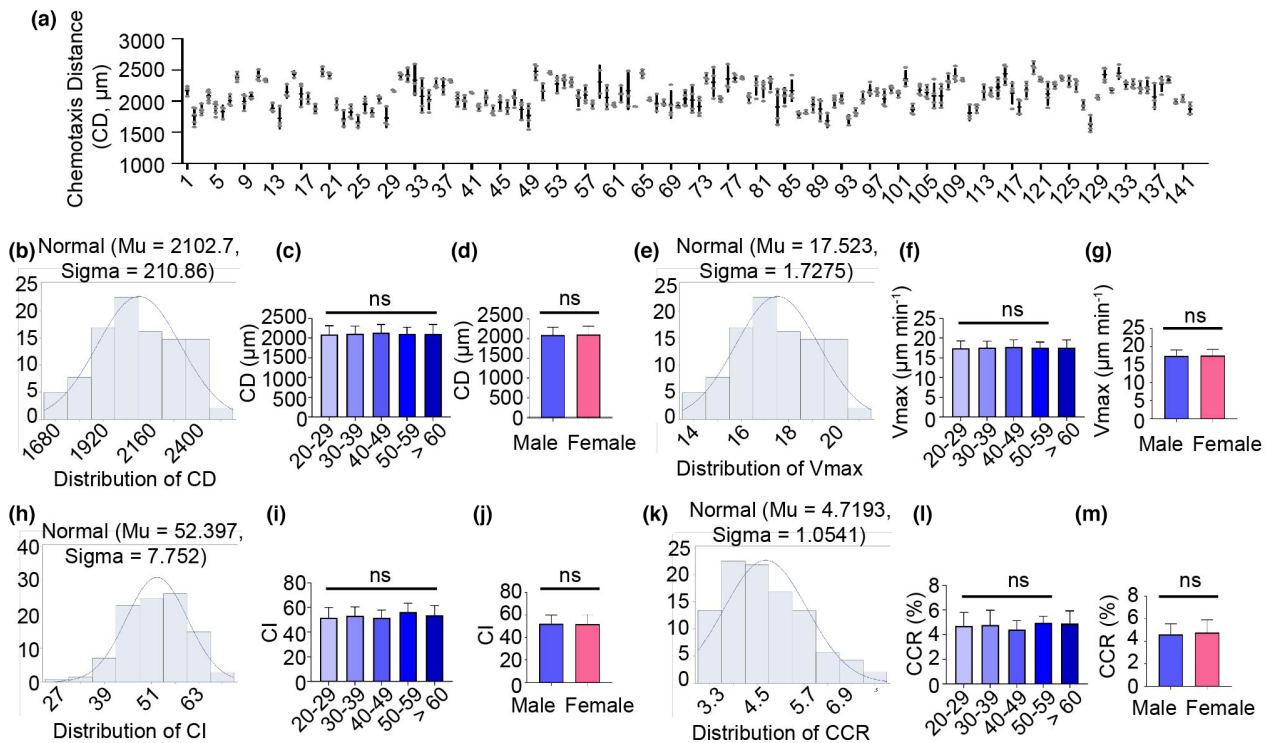 (a)
Chemotaxis Distance
(CD, μm)
3000
2500
2000
1500
1000
1 5 9 13 17 21 25 29 33 37 41 45 49 53 57 61 65 69 73 77 81 85 89 93 97 101 105 109 113 117 121 125 129 133 137 141
(b)
Normal (Mu = 2102.7,
Sigma = 210.86)
25
20
15
10
5
0
1680 1920 2160 2400
Distribution of CD
(c)
ns
CD (μm)
2500
2000
1500
1000
500
0
20-29 30-39 40-49 50-59 > 60
(d)
ns
CD (μm)
2500
2000
1500
1000
500
0
Male Female
(e)
Normal (Mu = 17.523,
Sigma = 1.7275)
25
20
15
10
5
0
14 16 18 20
Distribution of Vmax
(f)
ns
Vmax (μm min⁻¹)
25
20
15
10
5
0
20-29 30-39 40-49 50-59 > 60
(g)
ns
Vmax (μm min⁻¹)
25
20
15
10
5
0
Male Female
(h)
Normal (Mu = 52.397,
Sigma = 7.752)
40
30
20
10
0
27 39 51 63
Distribution of CI
(i)
ns
CI
80
60
40
20
0
20-29 30-39 40-49 50-59 > 60
(j)
ns
CI
80
60
40
20
0
Male Female
(k)
Normal (Mu = 4.7193,
Sigma = 1.0541)
25
20
15
10
5
0
3.3 4.5 5.7 6.9
Distribution of CCR
(l)
ns
CCR (%)
8
6
4
2
0
20-29 30-39 40-49 50-59 > 60
(m)
ns
CCR (%)
8
6
4
2
0
Male Female